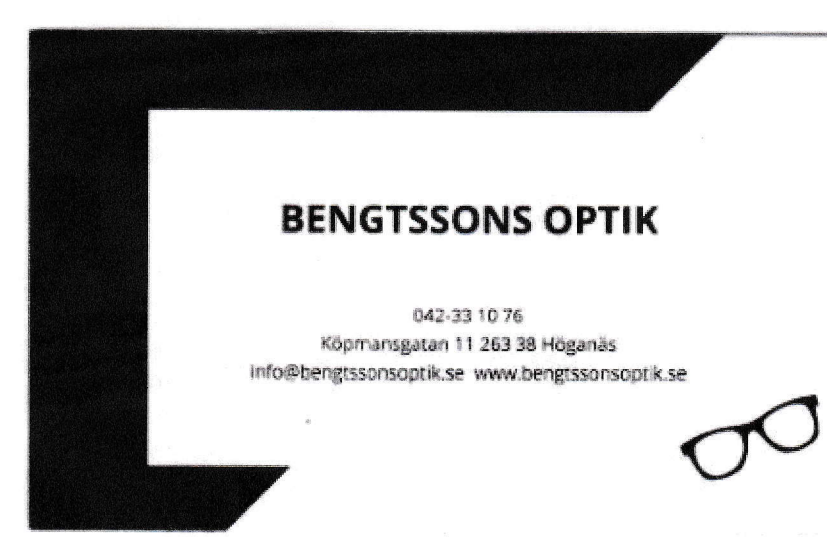 BENGTSSONS OPTIK
042-33 10 76
Köpmansgatan 11 263 38 Höganäs
info@bengtssonsoptik.se www.bengtssonsoptik.se